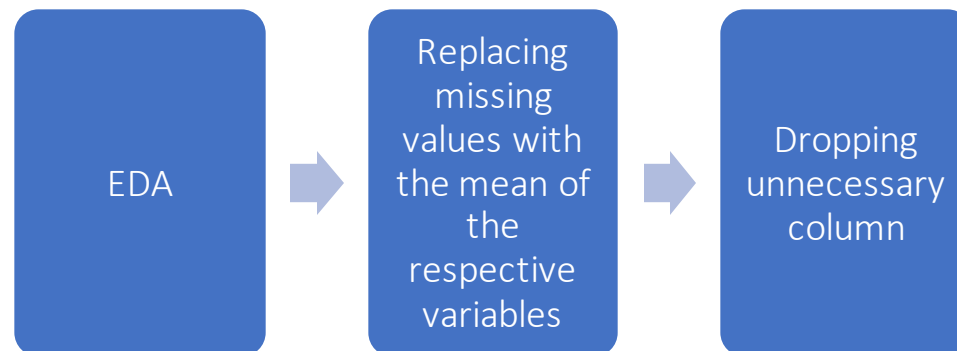 EDA
Replacing
missing
values with
the mean of
the
respective
variables
Dropping
unnecessary
column